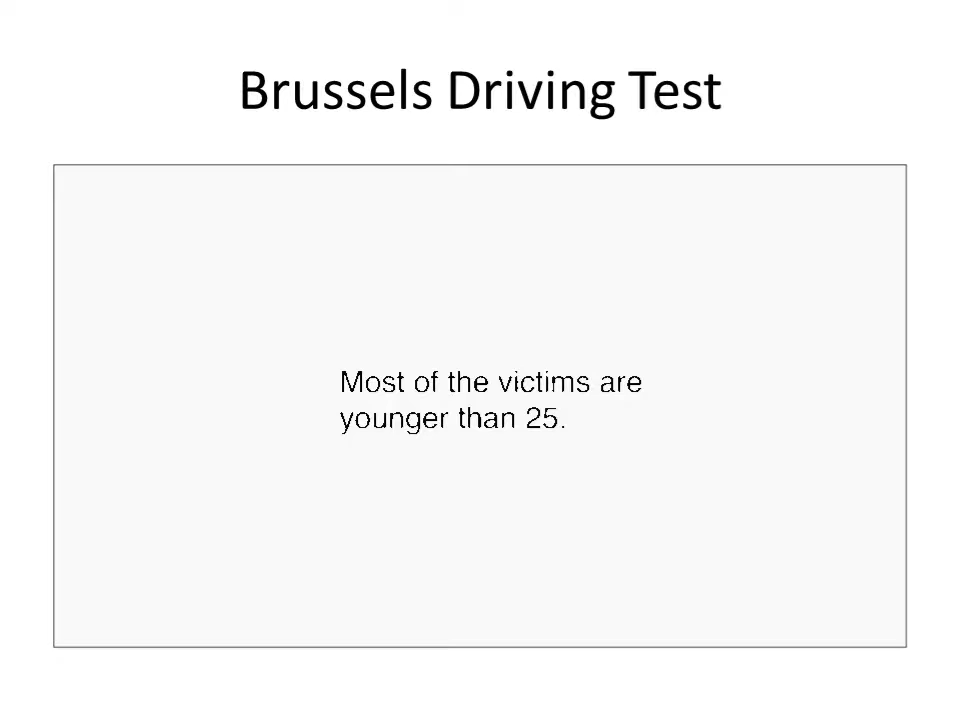 Brussels Driving Test
Most of the victims are
younger than 25.